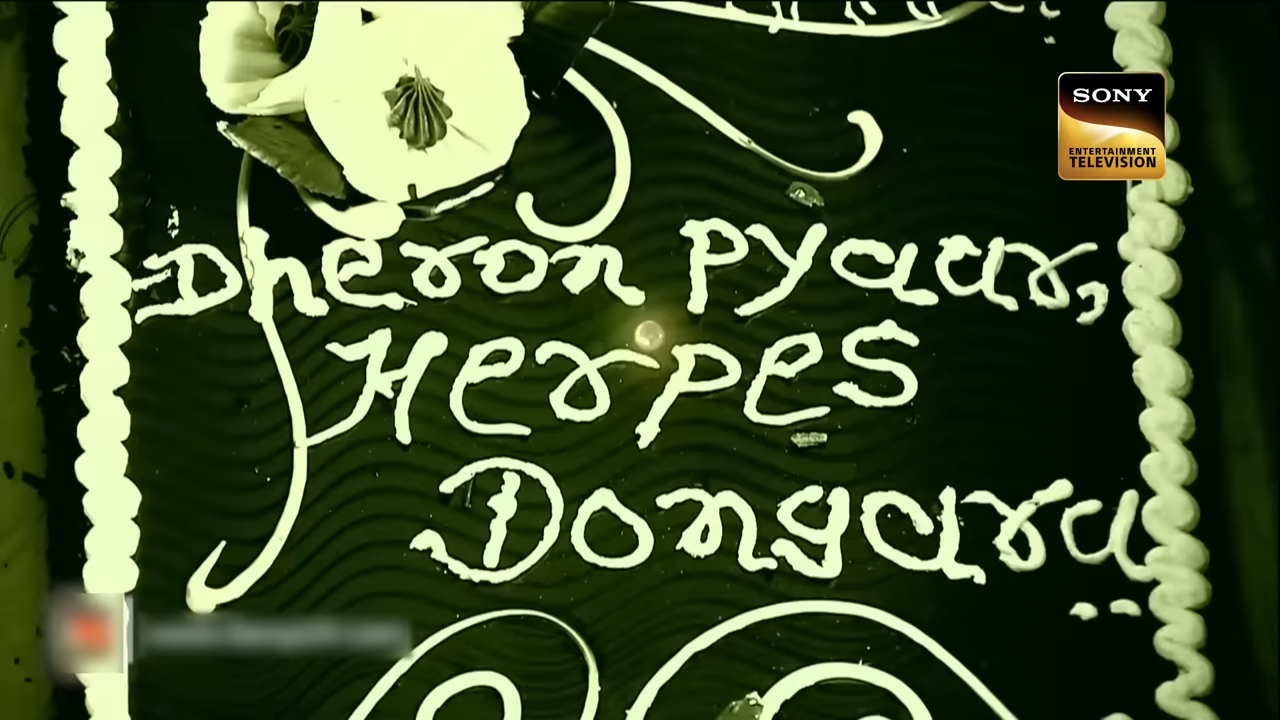 SONY
ENTERTAINMENT
TELEVISION
Dheron Pyaar,
Herpes
Dongara